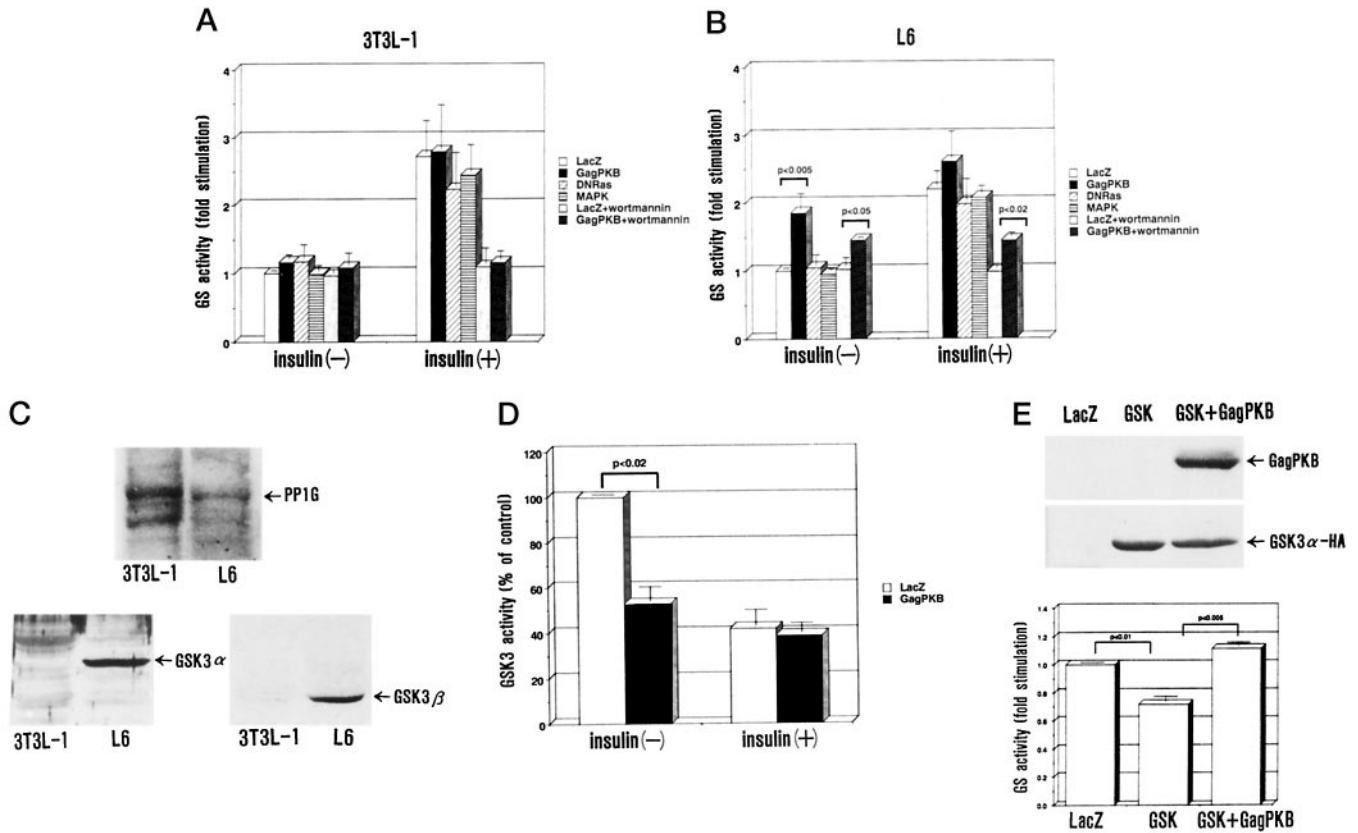 A
3T3L-1
GS activity (fold stimulation)
4
3
2
1
0
insulin(—)
insulin(+)
LacZ
GagPKB
DNRas
MAPK
LacZ+wortmannin
GagPKB+wortmannin
B
L6
GS activity (fold stimulation)
4
3
2
1
0
p<0.005
p<0.05
p<0.02
insulin(—)
insulin(+)
LacZ
GagPKB
DNRas
MAPK
LacZ+wortmannin
GagPKB+wortmannin
C
←PP1G
3T3L-1 L6
←GSK3α
3T3L-1 L6
←GSK3β
3T3L-1 L6
D
GSK3 activity (% of control)
120
100
80
60
40
20
0
p<0.02
insulin(—)
insulin(+)
LacZ
GagPKB
E
LacZ GSK GSK+GagPKB
←GagPKB
←GSK3α-HA
GS activity (fold stimulation)
1.4
1.2
1.0
0.8
0.6
0.4
0.2
0.0
p<0.01
p<0.005
LacZ GSK GSK+GagPKB